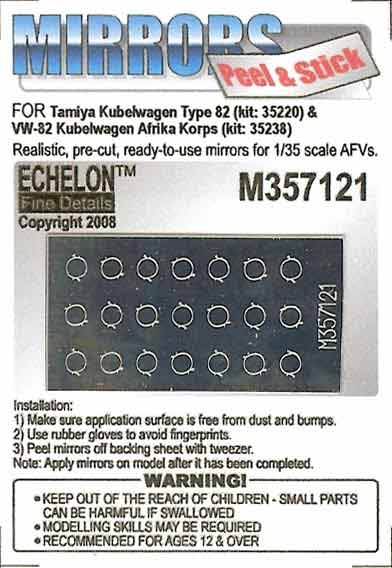 MIRRORS
Peel & Stick
FOR Tamiya Kubelwagen Type 82 (kit: 35220) &
VW-82 Kubelwagen Afrika Korps (kit: 35238)
Realistic, pre-cut, ready-to-use mirrors for 1/35 scale AFVs.
ECHELON™
Fine Details
Copyright 2008
M357121
M357121
Installation:
1) Make sure application surface is free from dust and bumps.
2) Use rubber gloves to avoid fingerprints.
3) Peel mirrors off backing sheet with tweezer.
Note: Apply mirrors on model after it has been completed.
WARNING!
• KEEP OUT OF THE REACH OF CHILDREN - SMALL PARTS
CAN BE HARMFUL IF SWALLOWED
• MODELLING SKILLS MAY BE REQUIRED
• RECOMMENDED FOR AGES 12 & OVER